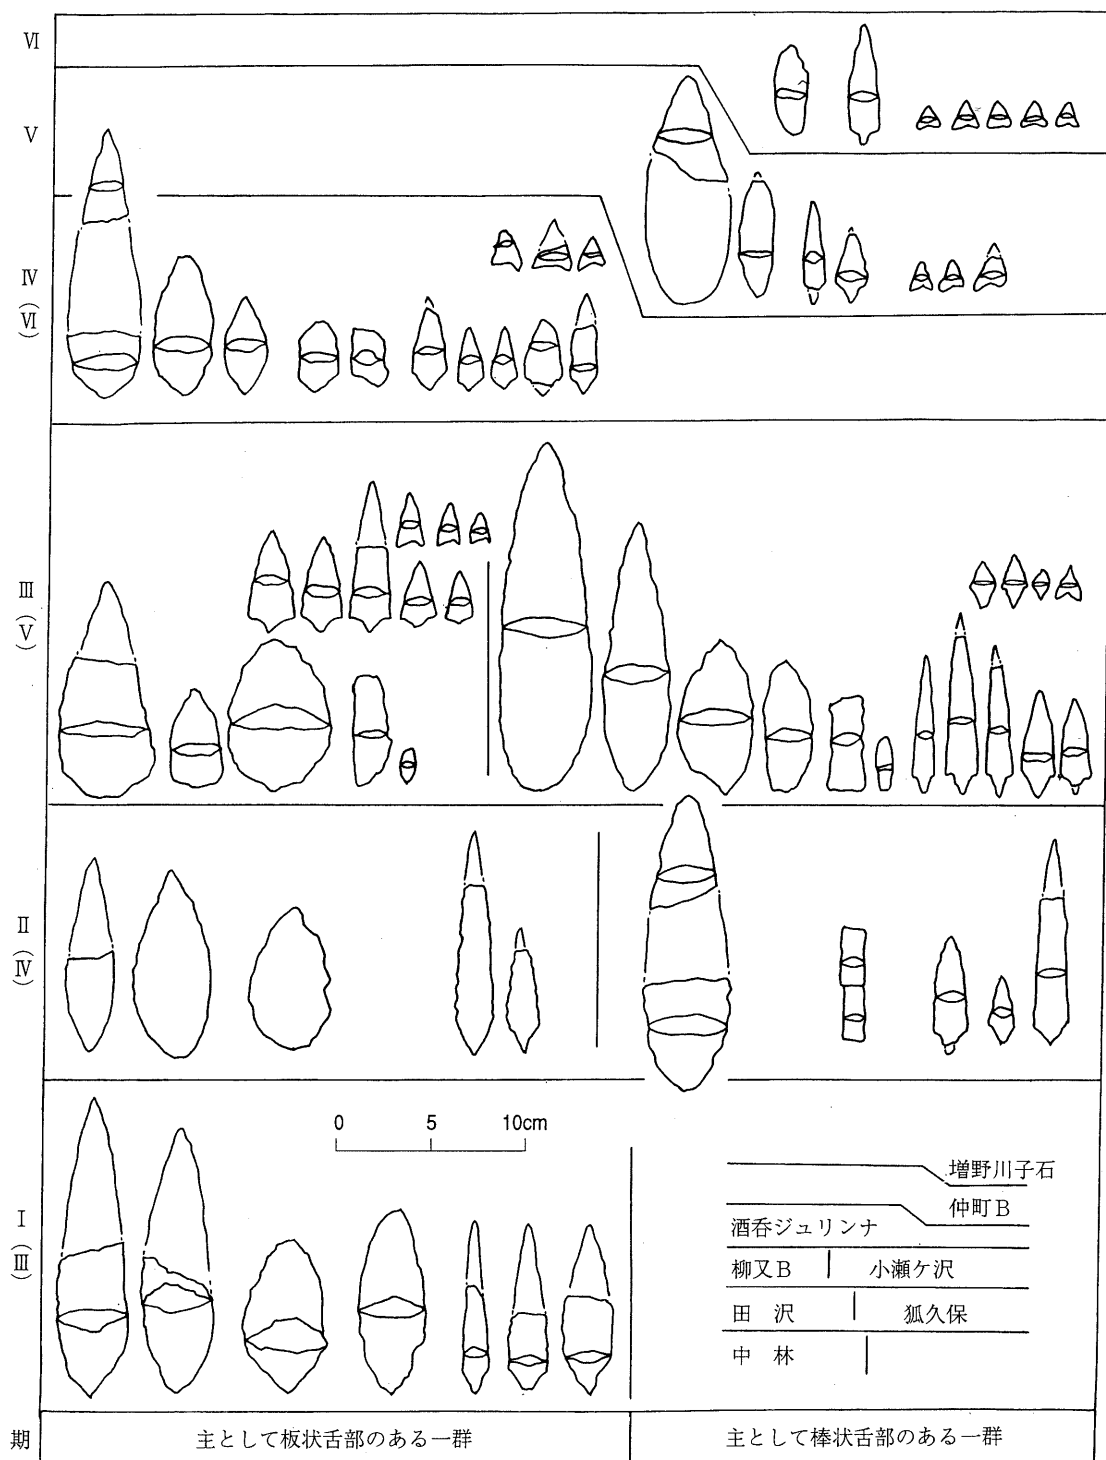 Ⅵ
Ⅴ
Ⅳ
(Ⅵ)
Ⅲ
(Ⅴ)
Ⅱ
(Ⅳ)
Ⅰ
(Ⅲ)
0 5 10cm
増野川子石
仲町B
酒呑ジュリンナ
柳又B 小瀬ケ沢
田 沢 狐久保
中 林
期 主として板状舌部のある一群 主として棒状舌部のある一群